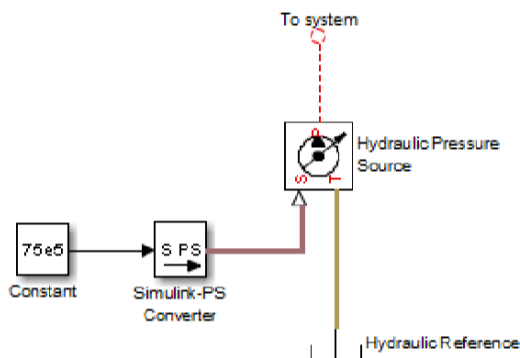 To system
P
S
T
Hydraulic Pressure
Source
75e5
S PS
Constant
Simulink-PS
Converter
Hydraulic Reference